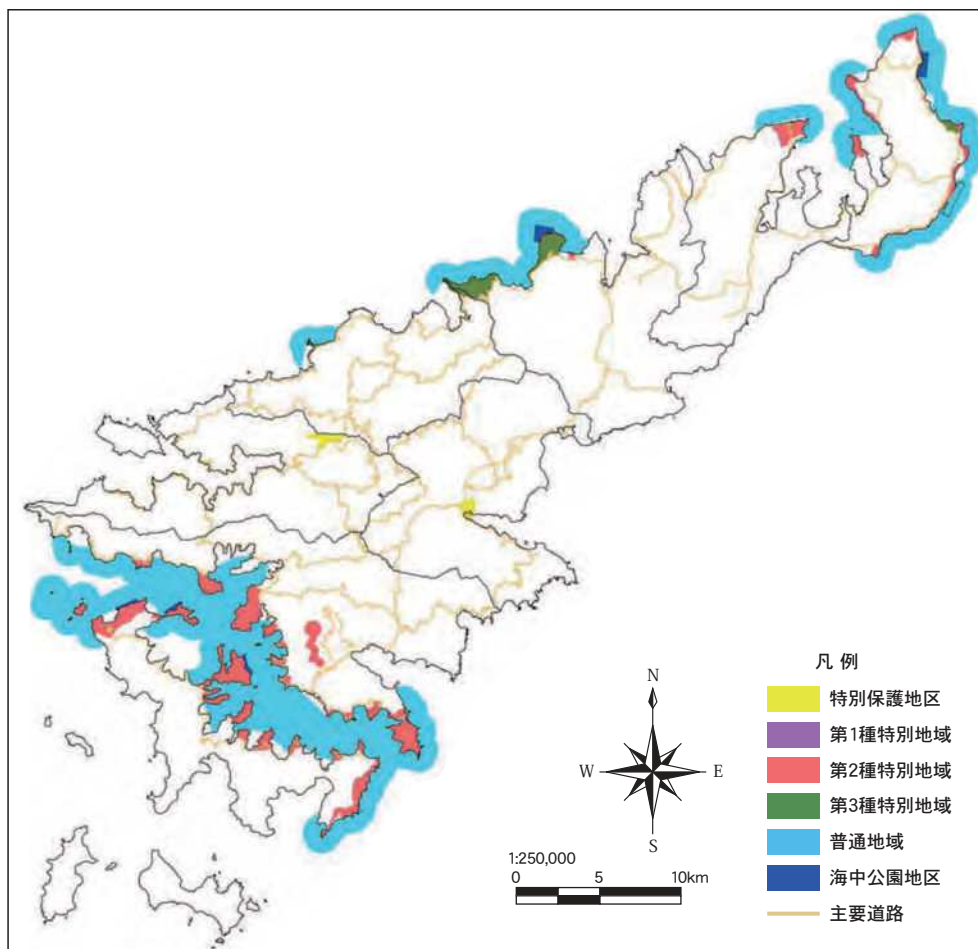 凡 例
特別保護地区
第1種特別地域
第2種特別地域
第3種特別地域
普通地域
海中公園地区
主要道路
N
W E
S
1:250,000
0 5 10km